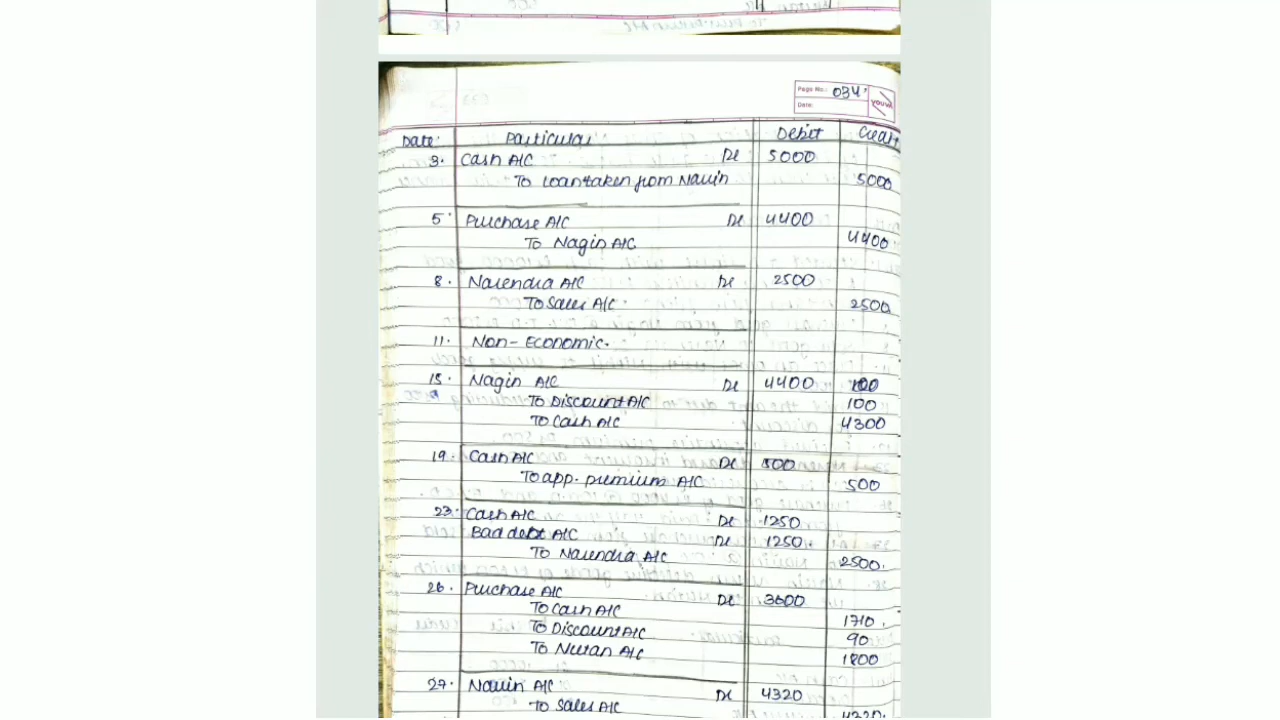 Page No.: 034
Date:
youva
Date: Particular Debit Credit
3. Cash A/C Dr 5000
To loan taken from Navin 5000
5. Purchase A/C Dr 4400
To Nagin A/C 4400
8. Narendra A/C Dr 2500
To Sales A/C. 2500
11. Non-Economic.
15. Nagin A/C Dr 4400
To Discount A/C 100
To Cash A/C 4300
19. Cash A/C Dr 500
To app. premium A/C 500
23. Cash A/C Dr 1250
Bad debt A/C Dr 1250.
To Narendra A/C 2500.
26. Purchase A/C Dr 3600
To Cash A/C 1710.
To Discount A/C 90
To Nutan A/C 1800
27. Navin A/C Dr 4320
To Sales A/C 4320.